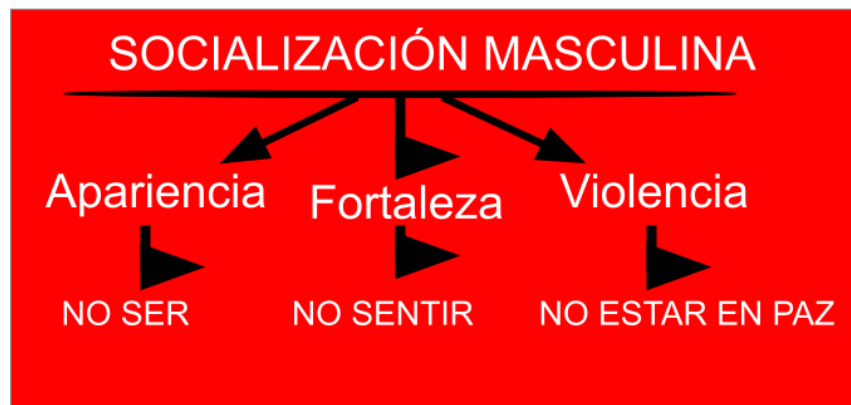 SOCIALIZACIÓN MASCULINA
Apariencia Fortaleza Violencia
NO SER NO SENTIR NO ESTAR EN PAZ